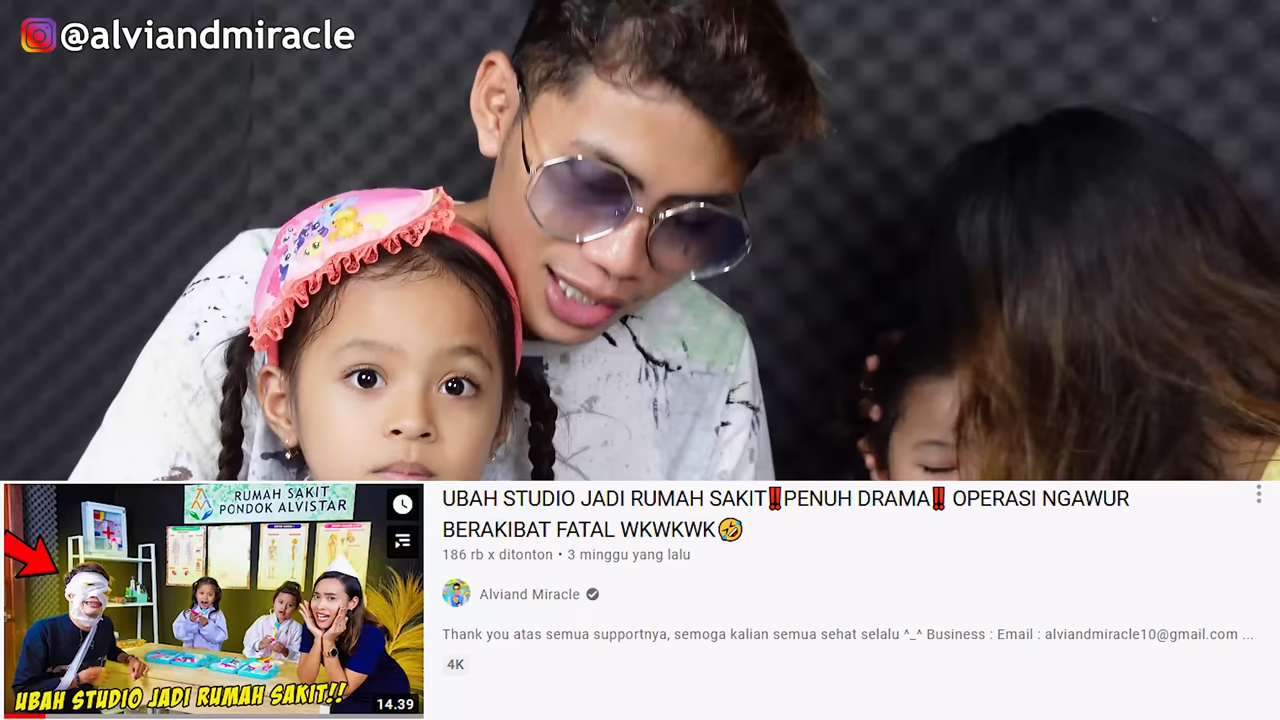 @alviandmiracle
RUMAH SAKIT
PONDOK ALVISTAR
UBAH STUDIO JADI RUMAH SAKIT!!
14.39
UBAH STUDIO JADI RUMAH SAKIT‼️PENUH DRAMA‼️ OPERASI NGAWUR
BERAKIBAT FATAL WKWKWK🤣
186 rb x ditonton • 3 minggu yang lalu
Alviand Miracle
Thank you atas semua supportnya, semoga kalian semua sehat selalu ^_^ Business : Email : alviandmiracle10@gmail.com ...
4K